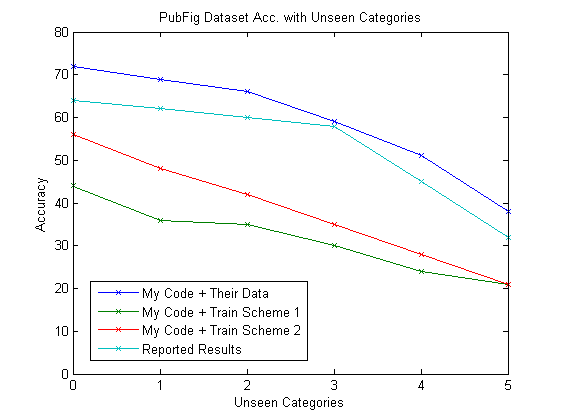 PubFig Dataset Acc. with Unseen Categories
80
70
60
50
40
30
20
10
0
Accuracy
My Code + Their Data
My Code + Train Scheme 1
My Code + Train Scheme 2
Reported Results
0 1 2 3 4 5
Unseen Categories